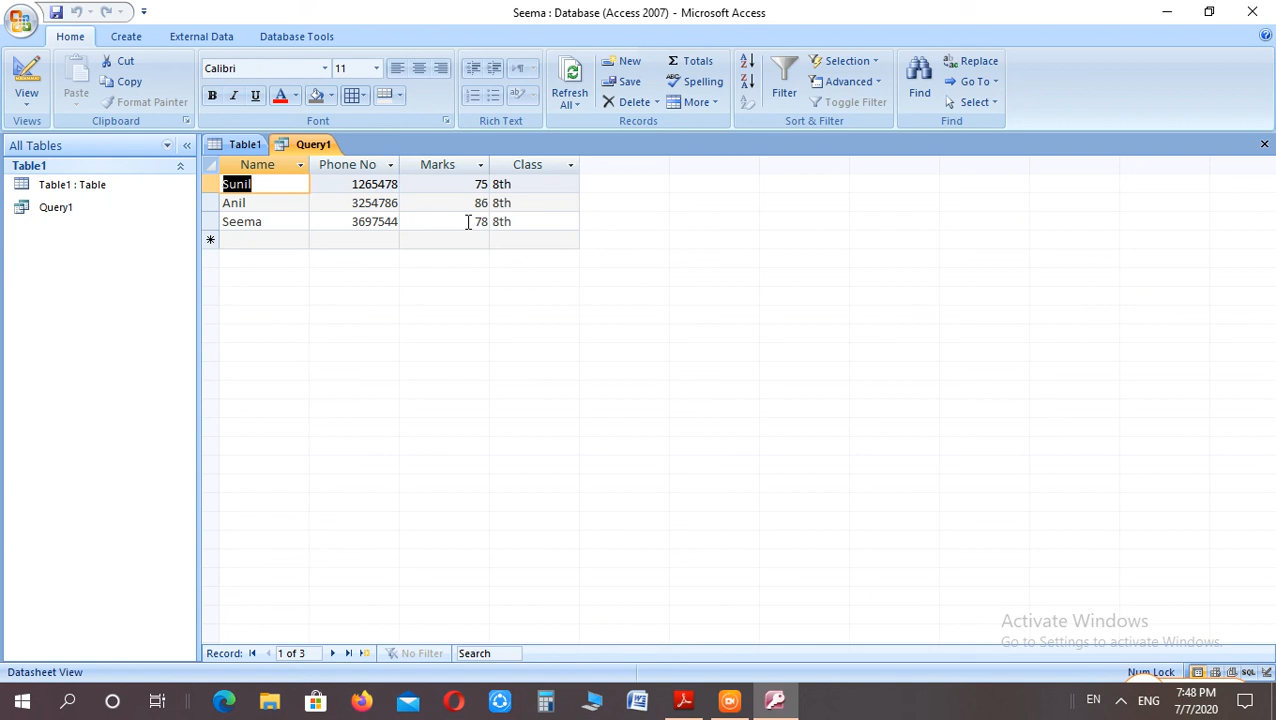 Seema : Database (Access 2007) - Microsoft Access
Home Create External Data Database Tools
View
Views
Paste
Cut
Copy
Format Painter
Clipboard
Calibri 11
B I U A
Font
Rich Text
Refresh
All
New
Save
Delete
Σ Totals
Spelling
More
Records
Filter
Selection
Advanced
Toggle Filter
Sort & Filter
Find
Replace
Go To
Select
Find
All Tables
Table1
Table1 : Table
Query1
Table1 Query1
Name Phone No Marks Class
Sunil 1265478 75 8th
Anil 3254786 86 8th
Seema 3697544 78 8th
Activate Windows
Go to Settings to activate Windows.
Record: 1 of 3 No Filter Search
Datasheet View Num Lock SQL
EN ENG 7:48 PM
7/7/2020